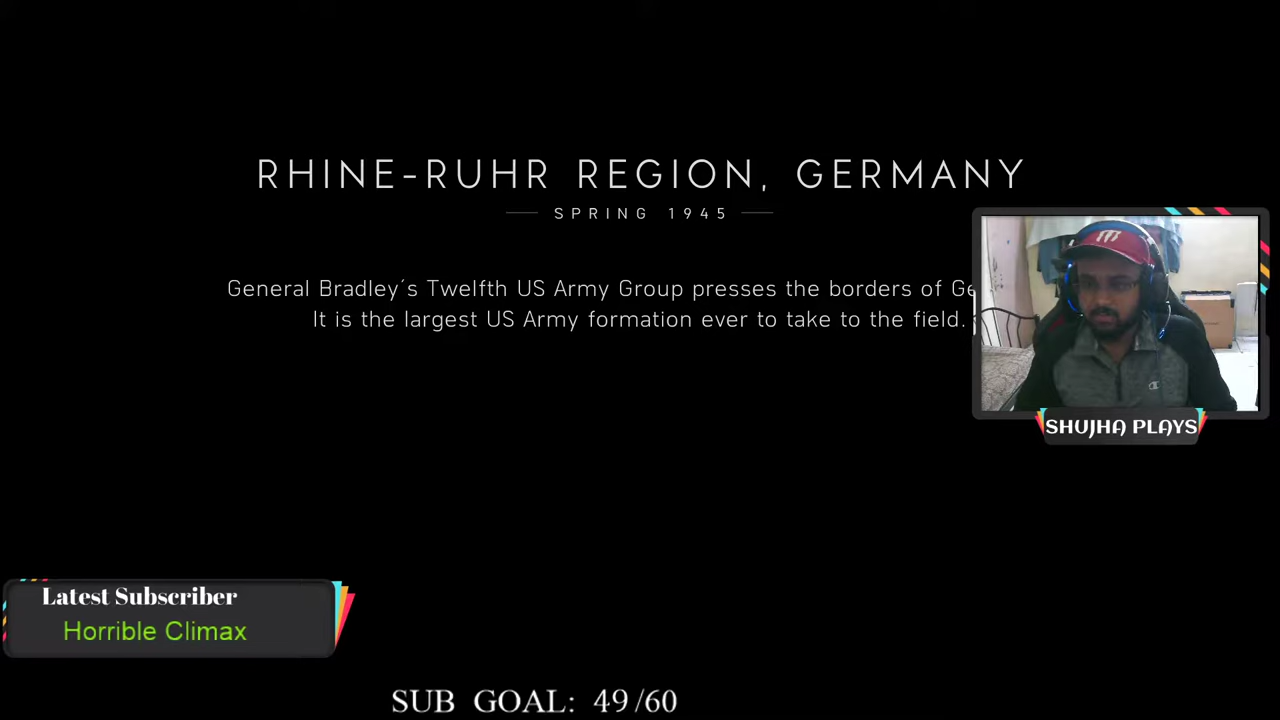 RHINE-RUHR REGION, GERMANY
SPRING 1945
General Bradley´s Twelfth US Army Group presses the borders of
It is the largest US Army formation ever to take to the field.
SHUJHA PLAYS
Latest Subscriber
Horrible Climax
SUB GOAL: 49/60